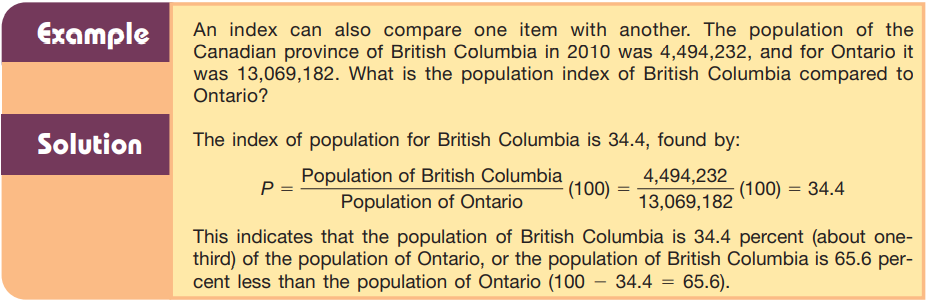 Example
An index can also compare one item with another. The population of the
Canadian province of British Columbia in 2010 was 4,494,232, and for Ontario it
was 13,069,182. What is the population index of British Columbia compared to
Ontario?
Solution
The index of population for British Columbia is 34.4, found by:
P = Population of British Columbia / Population of Ontario (100) = 4,494,232 / 13,069,182 (100) = 34.4
This indicates that the population of British Columbia is 34.4 percent (about one-
third) of the population of Ontario, or the population of British Columbia is 65.6 per-
cent less than the population of Ontario (100 − 34.4 = 65.6).